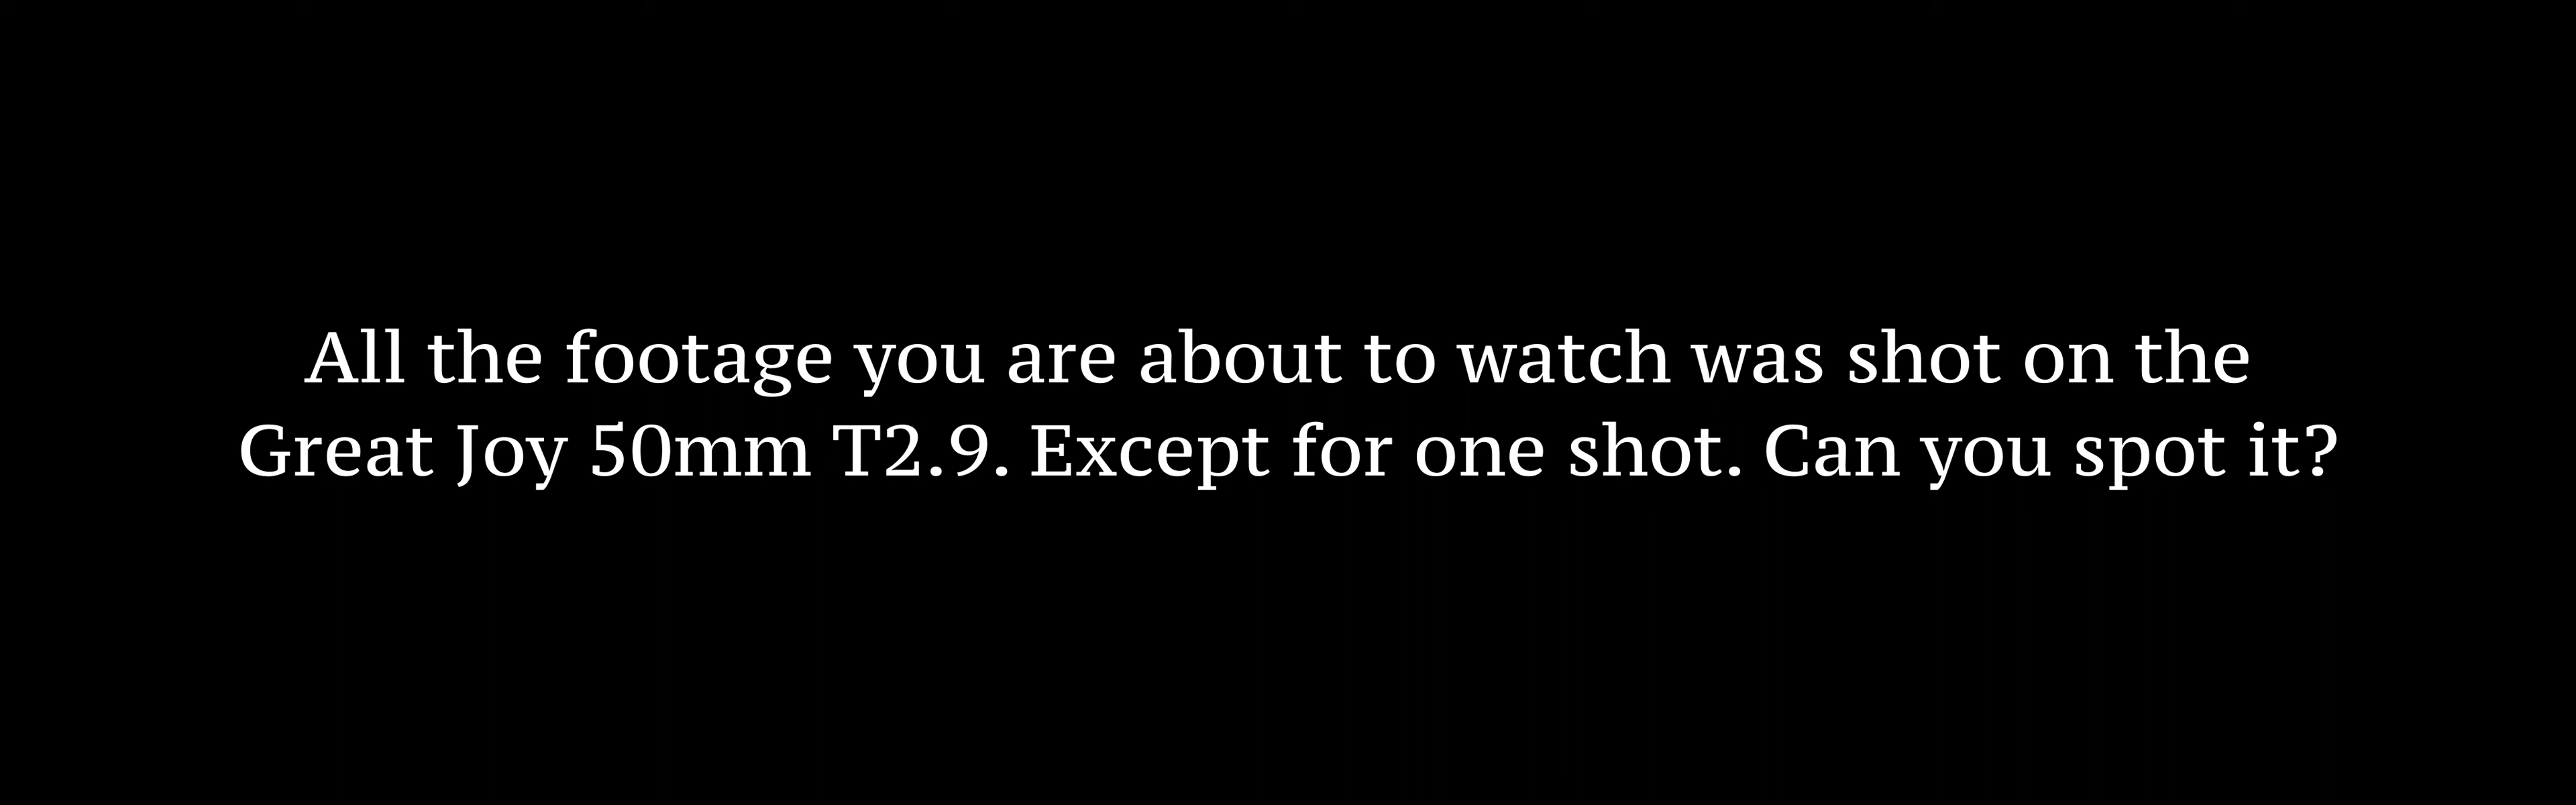 All the footage you are about to watch was shot on the
Great Joy 50mm T2.9. Except for one shot. Can you spot it?